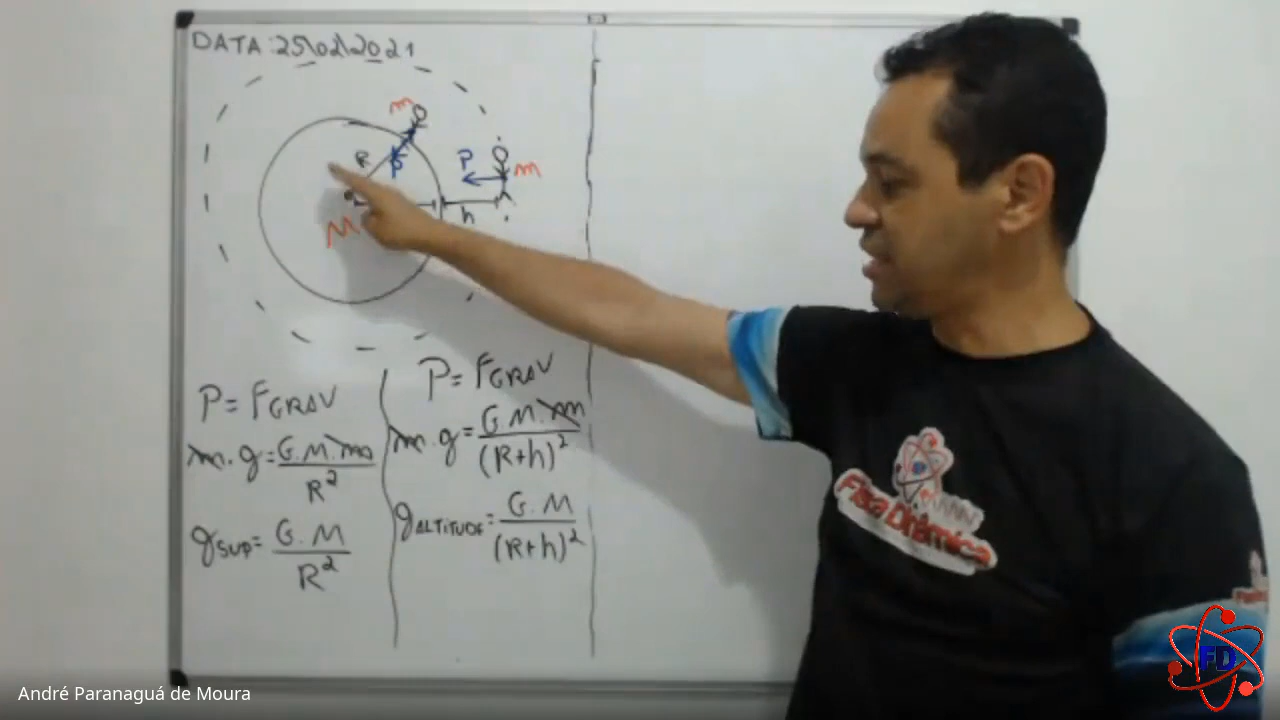 DATA: 25\02\2021
m
R
P
P
m
h
M
P = FGRAV
m.g = G.M.m
R²
gSUP = G.M
R²
P = FGRAV
m.g = G.M.m
(R+h)²
gALTITUDE = G.M
(R+h)²
Física Dinâmica
FD
André Paranaguá de Moura